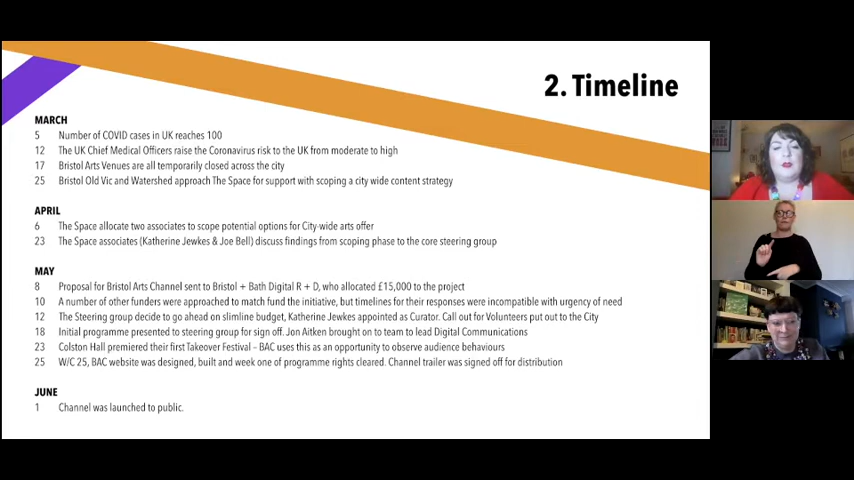 2. Timeline
MARCH
5 Number of COVID cases in UK reaches 100
12 The UK Chief Medical Officers raise the Coronavirus risk to the UK from moderate to high
17 Bristol Arts Venues are all temporarily closed across the city
25 Bristol Old Vic and Watershed approach The Space for support with scoping a city wide content strategy
APRIL
6 The Space allocate two associates to scope potential options for City-wide arts offer
23 The Space associates (Katherine Jewkes & Joe Bell) discuss findings from scoping phase to the core steering group
MAY
8 Proposal for Bristol Arts Channel sent to Bristol + Bath Digital R + D, who allocated £15,000 to the project
10 A number of other funders were approached to match fund the initiative, but timelines for their responses were incompatible with urgency of need
12 The Steering group decide to go ahead on slimline budget, Katherine Jewkes appointed as Curator. Call out for Volunteers put out to the City
18 Initial programme presented to steering group for sign off. Jon Aitken brought on to team to lead Digital Communications
23 Colston Hall premiered their first Takeover Festival – BAC uses this as an opportunity to observe audience behaviours
25 W/C 25, BAC website was designed, built and week one of programme rights cleared. Channel trailer was signed off for distribution
JUNE
1 Channel was launched to public.